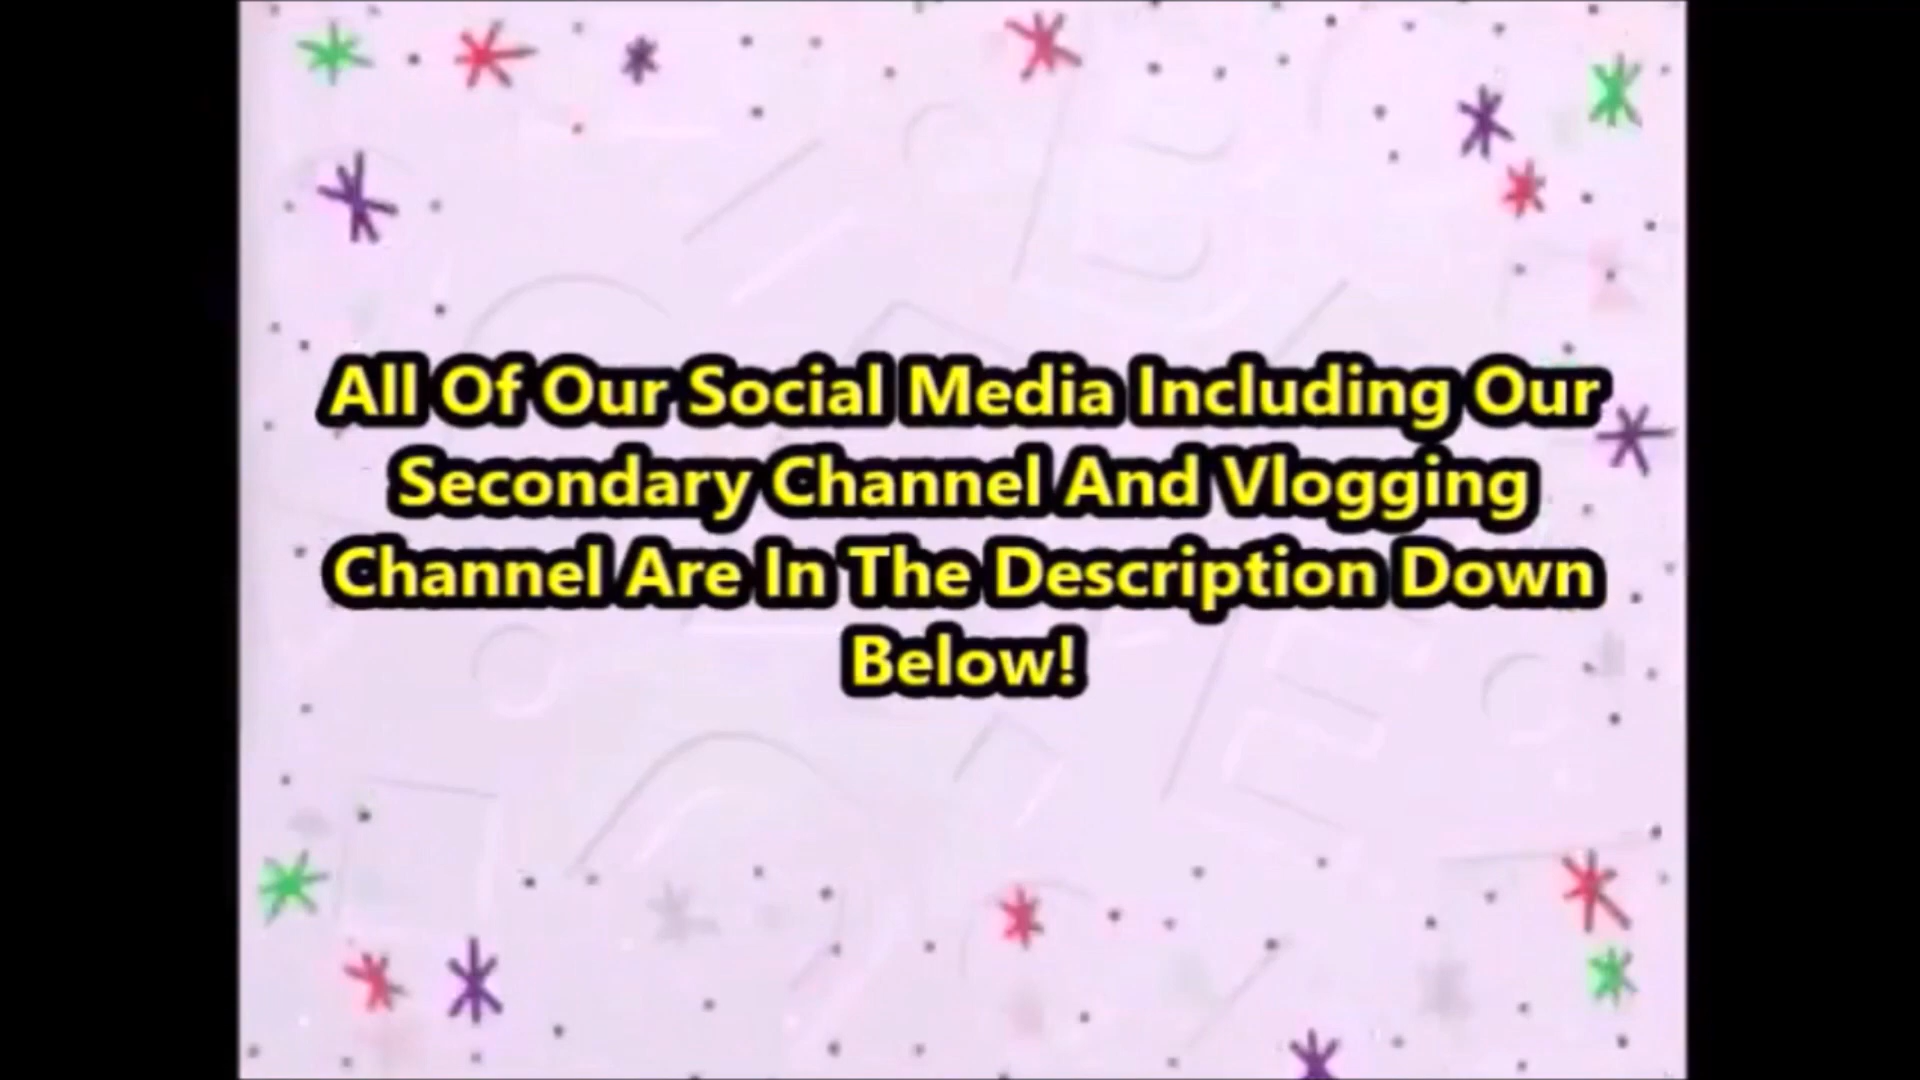 All Of Our Social Media Including Our
Secondary Channel And Vlogging
Channel Are In The Description Down
Below!